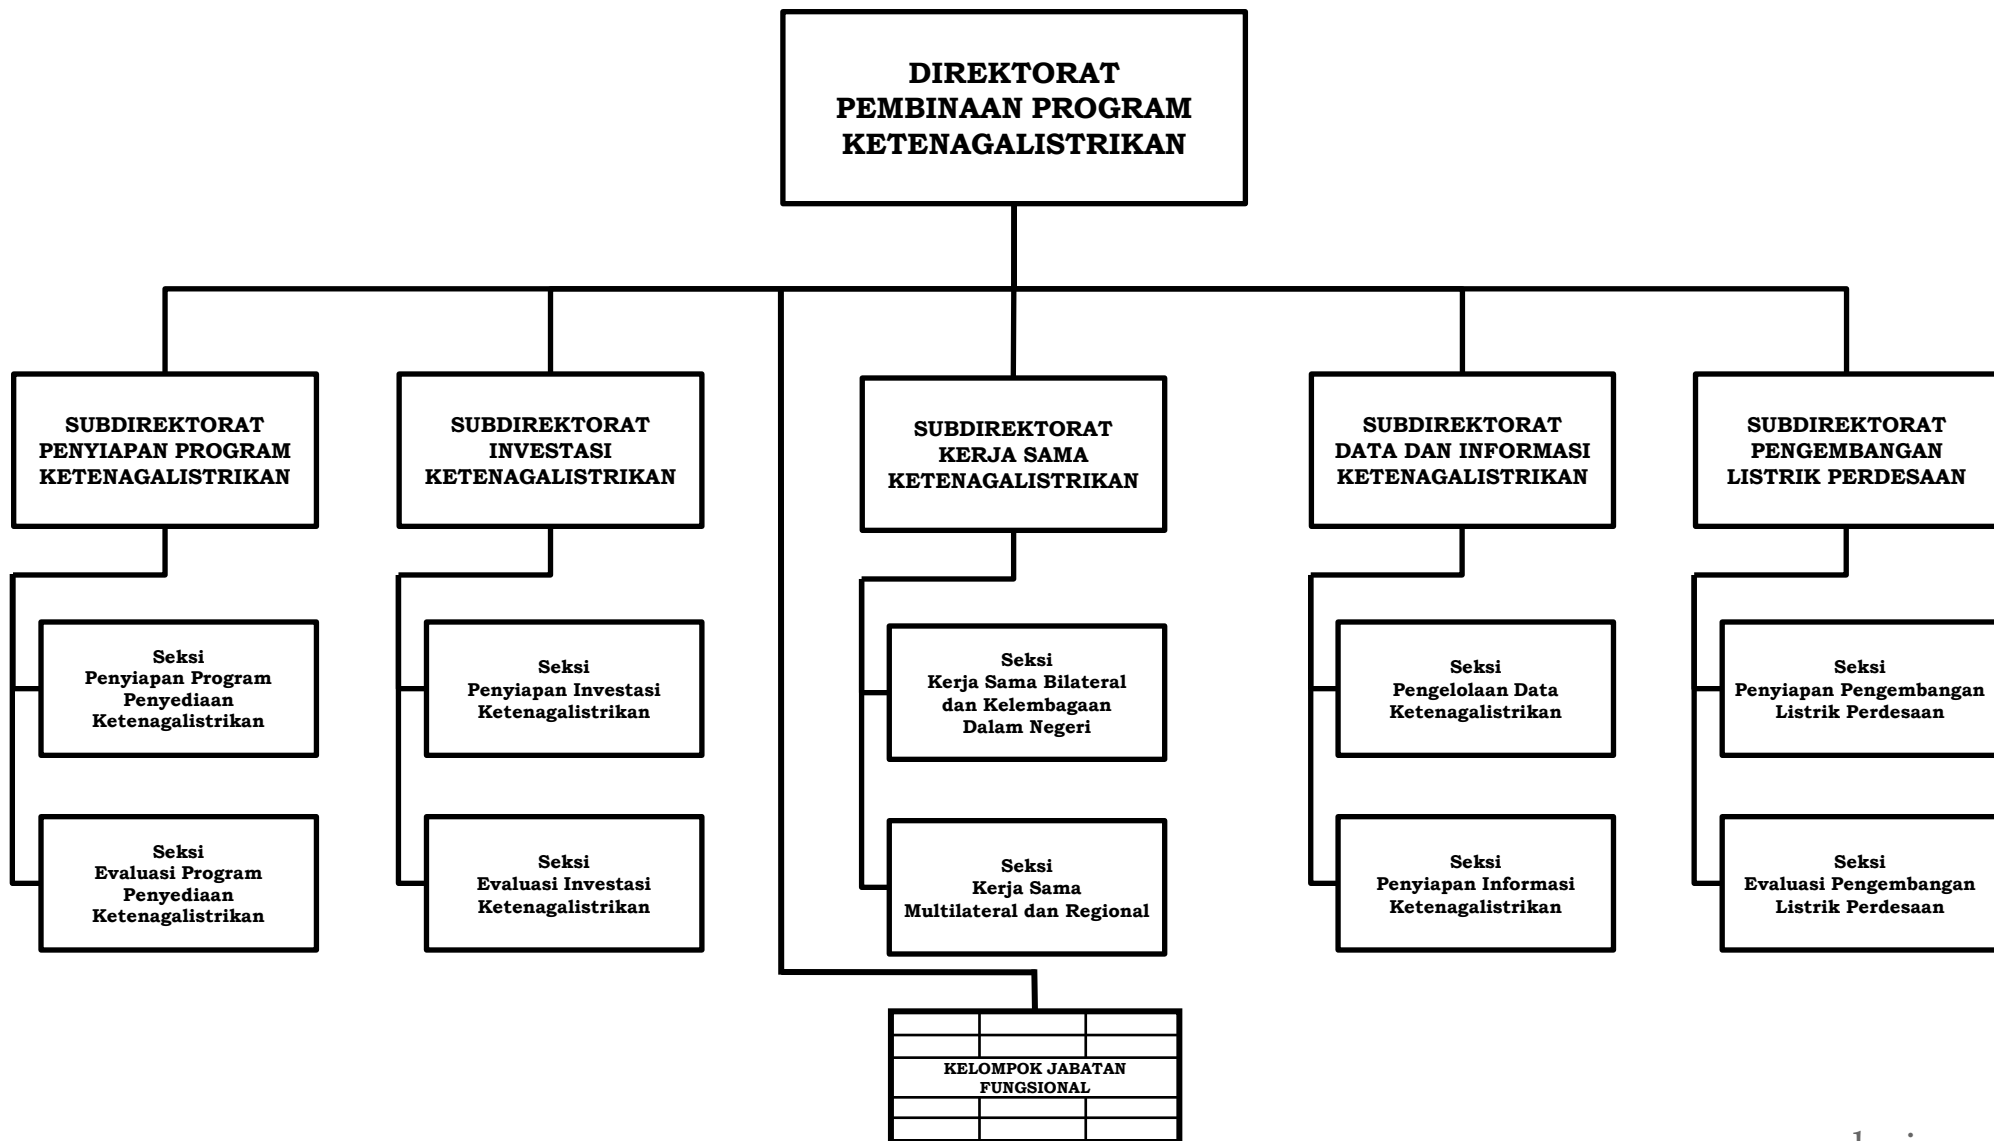 DIREKTORAT
PEMBINAAN PROGRAM
KETENAGALISTRIKAN
SUBDIREKTORAT
PENYIAPAN PROGRAM
KETENAGALISTRIKAN
SUBDIREKTORAT
INVESTASI
KETENAGALISTRIKAN
SUBDIREKTORAT
KERJA SAMA
KETENAGALISTRIKAN
SUBDIREKTORAT
DATA DAN INFORMASI
KETENAGALISTRIKAN
SUBDIREKTORAT
PENGEMBANGAN
LISTRIK PERDESAAN
Seksi
Penyiapan Program
Penyediaan
Ketenagalistrikan
Seksi
Penyiapan Investasi
Ketenagalistrikan
Seksi
Kerja Sama Bilateral
dan Kelembagaan
Dalam Negeri
Seksi
Pengelolaan Data
Ketenagalistrikan
Seksi
Penyiapan Pengembangan
Listrik Perdesaan
Seksi
Evaluasi Program
Penyediaan
Ketenagalistrikan
Seksi
Evaluasi Investasi
Ketenagalistrikan
Seksi
Kerja Sama
Multilateral dan Regional
Seksi
Penyiapan Informasi
Ketenagalistrikan
Seksi
Evaluasi Pengembangan
Listrik Perdesaan
KELOMPOK JABATAN
FUNGSIONAL